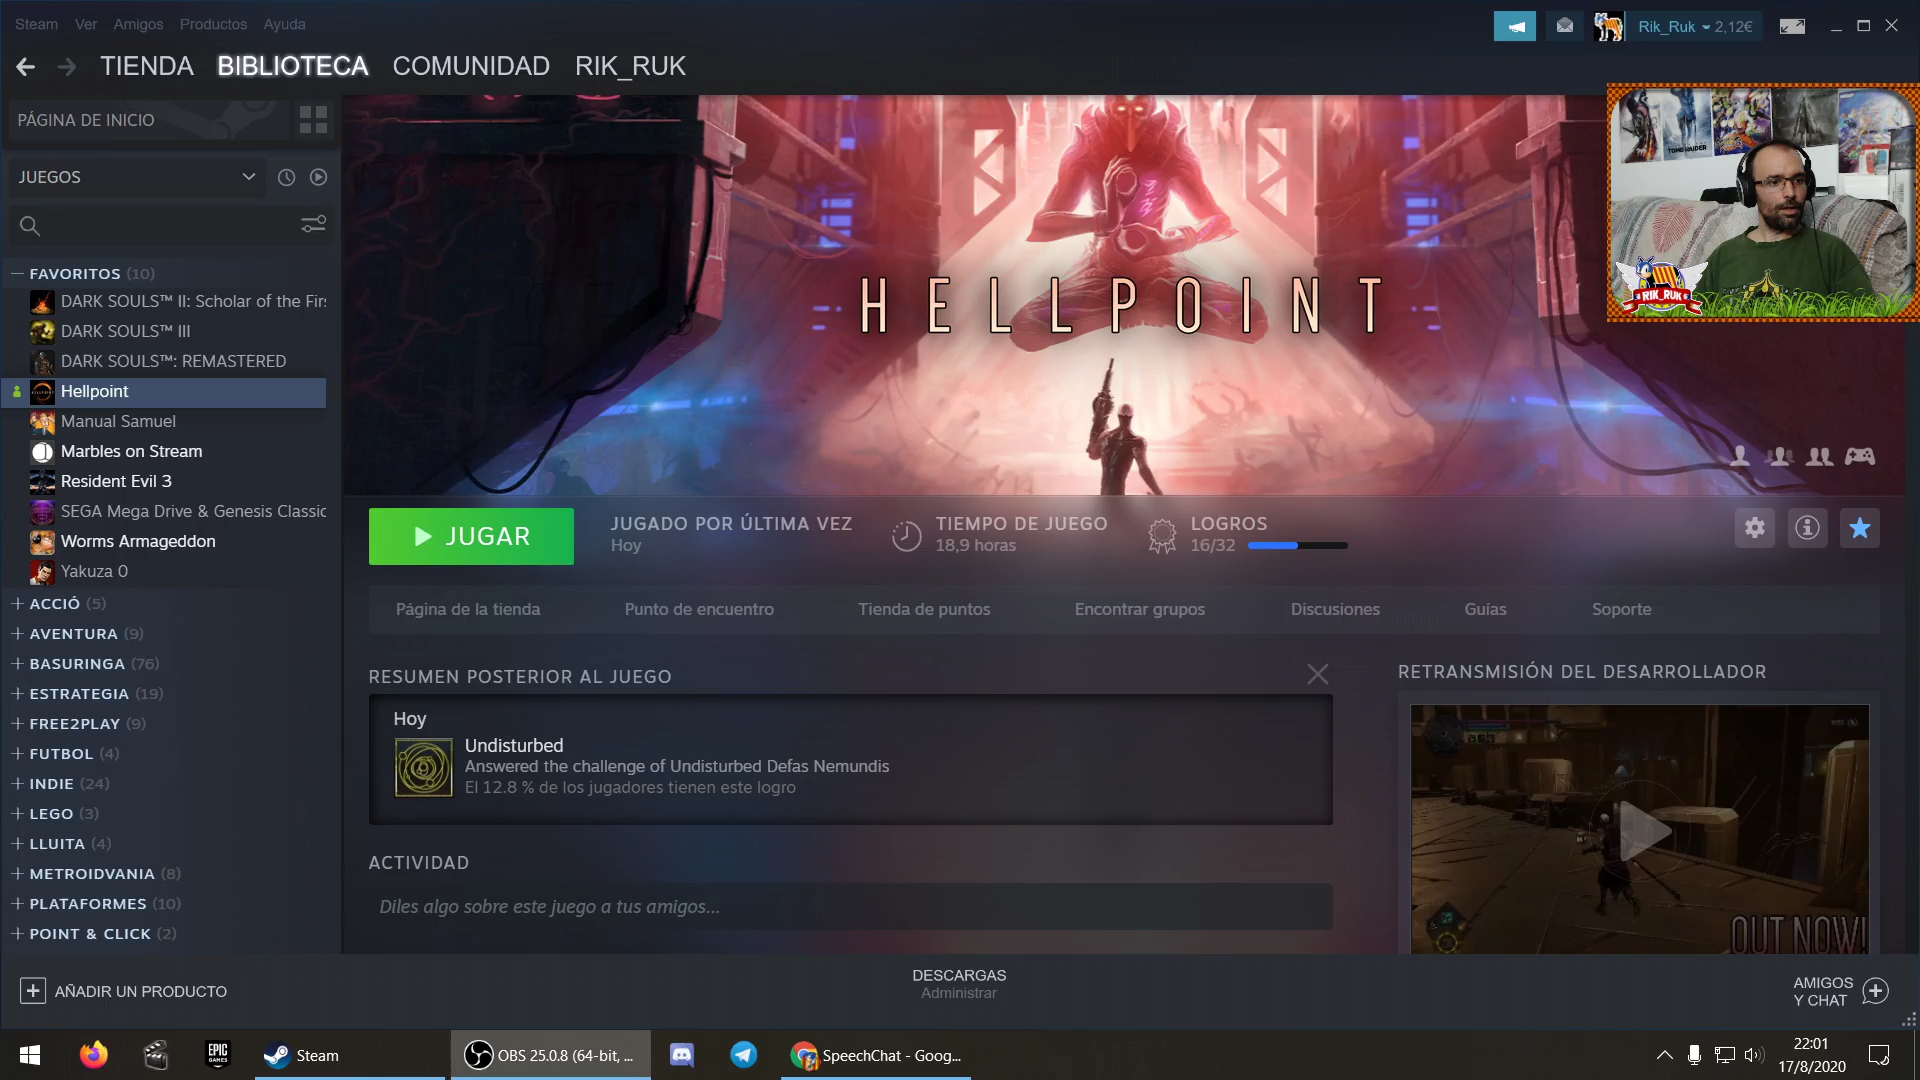 Steam Ver Amigos Productos Ayuda
Rik_Ruk 2,12€
TIENDA BIBLIOTECA COMUNIDAD RIK_RUK
PÁGINA DE INICIO
JUEGOS
FAVORITOS (10)
DARK SOULS™ II: Scholar of the Firs
DARK SOULS™ III
DARK SOULS™: REMASTERED
Hellpoint
Manual Samuel
Marbles on Stream
Resident Evil 3
SEGA Mega Drive & Genesis Classic
Worms Armageddon
Yakuza 0
ACCIÓ (5)
AVENTURA (9)
BASURINGA (76)
ESTRATEGIA (19)
FREE2PLAY (9)
FUTBOL (4)
INDIE (24)
LEGO (3)
LLUITA (4)
METROIDVANIA (8)
PLATAFORMES (10)
POINT & CLICK (2)
HELLPOINT
TOMB RAIDER
RIK_RUK
JUGAR
JUGADO POR ÚLTIMA VEZ
Hoy
TIEMPO DE JUEGO
18,9 horas
LOGROS
16/32
Página de la tienda Punto de encuentro Tienda de puntos Encontrar grupos Discusiones Guías Soporte
RESUMEN POSTERIOR AL JUEGO
Hoy
Undisturbed
Answered the challenge of Undisturbed Defas Nemundis
El 12.8 % de los jugadores tienen este logro
ACTIVIDAD
Diles algo sobre este juego a tus amigos...
RETRANSMISIÓN DEL DESARROLLADOR
OUT NOW!
AÑADIR UN PRODUCTO
DESCARGAS
Administrar
AMIGOS
Y CHAT
EPIC
GAMES
Steam
OBS 25.0.8 (64-bit, ...
SpeechChat - Goog...
22:01
17/8/2020